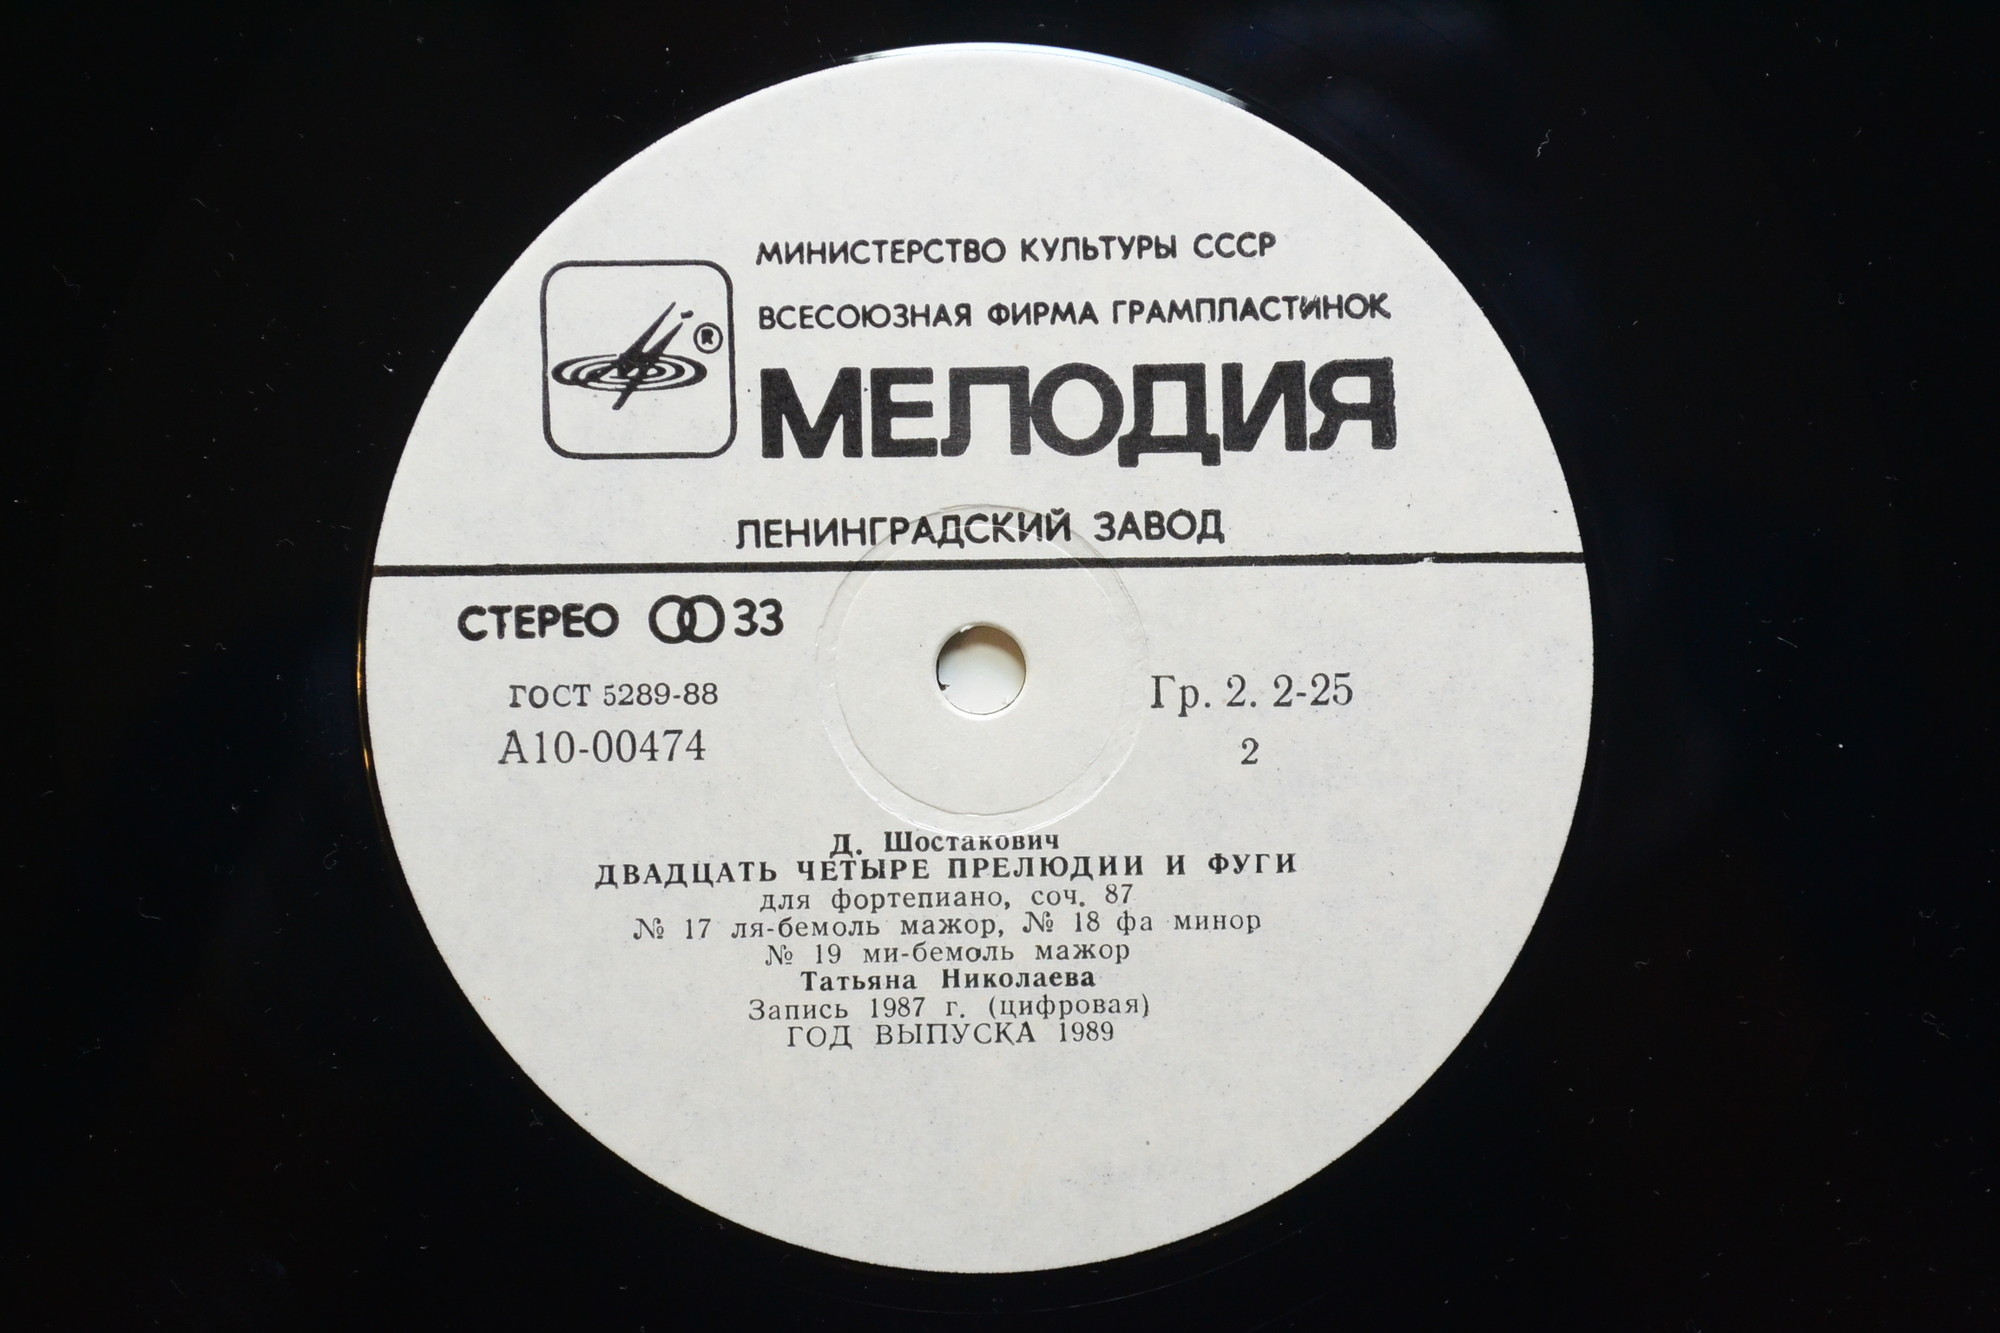 МИНИСТЕРСТВО КУЛЬТУРЫ СССР
ВСЕСОЮЗНАЯ ФИРМА ГРАМПЛАСТИНОК
®
МЕЛОДИЯ
ЛЕНИНГРАДСКИЙ ЗАВОД
СТЕРЕО 33
ГОСТ 5289-88
Гр. 2. 2-25
А10-00474
2
Д. Шостакович
ДВАДЦАТЬ ЧЕТЫРЕ ПРЕЛЮДИИ И ФУГИ
для фортепиано, соч. 87
№ 17 ля-бемоль мажор, № 18 фа минор
№ 19 ми-бемоль мажор
Татьяна Николаева
Запись 1987 г. (цифровая)
ГОД ВЫПУСКА 1989